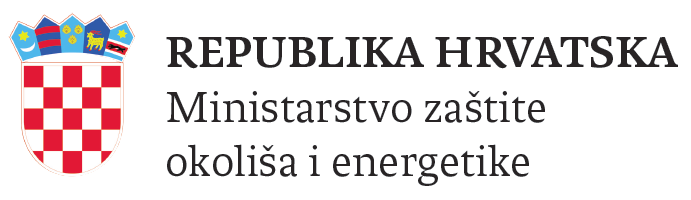 REPUBLIKA HRVATSKA
Ministarstvo zaštite
okoliša i energetike